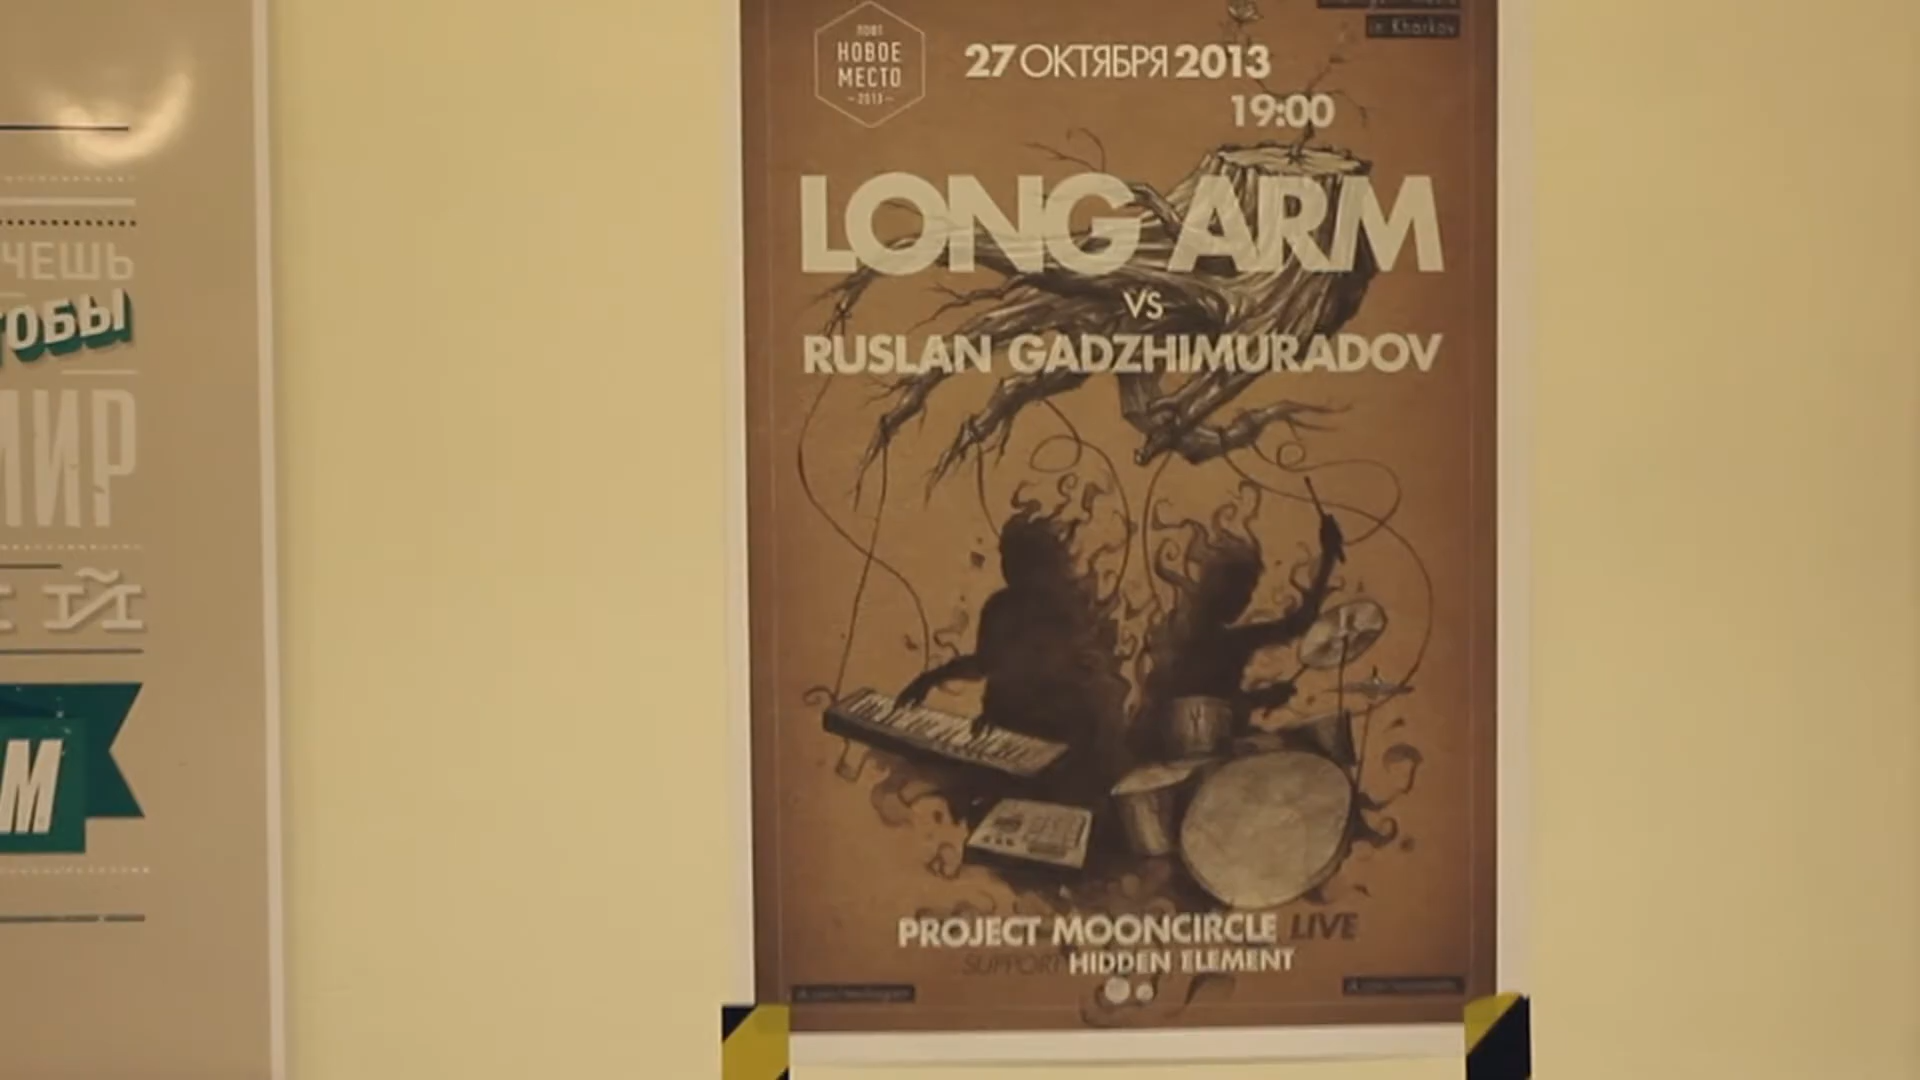 ЧЕШЬ
ТОБЫ
МИР
Й
М
in Kharkov
ЛОФТ
НОВОЕ
МЕСТО
2013
27 ОКТЯБРЯ 2013
19:00
LONG ARM
VS
RUSLAN GADZHIMURADOV
PROJECT MOONCIRCLE LIVE
SUPPORT HIDDEN ELEMENT